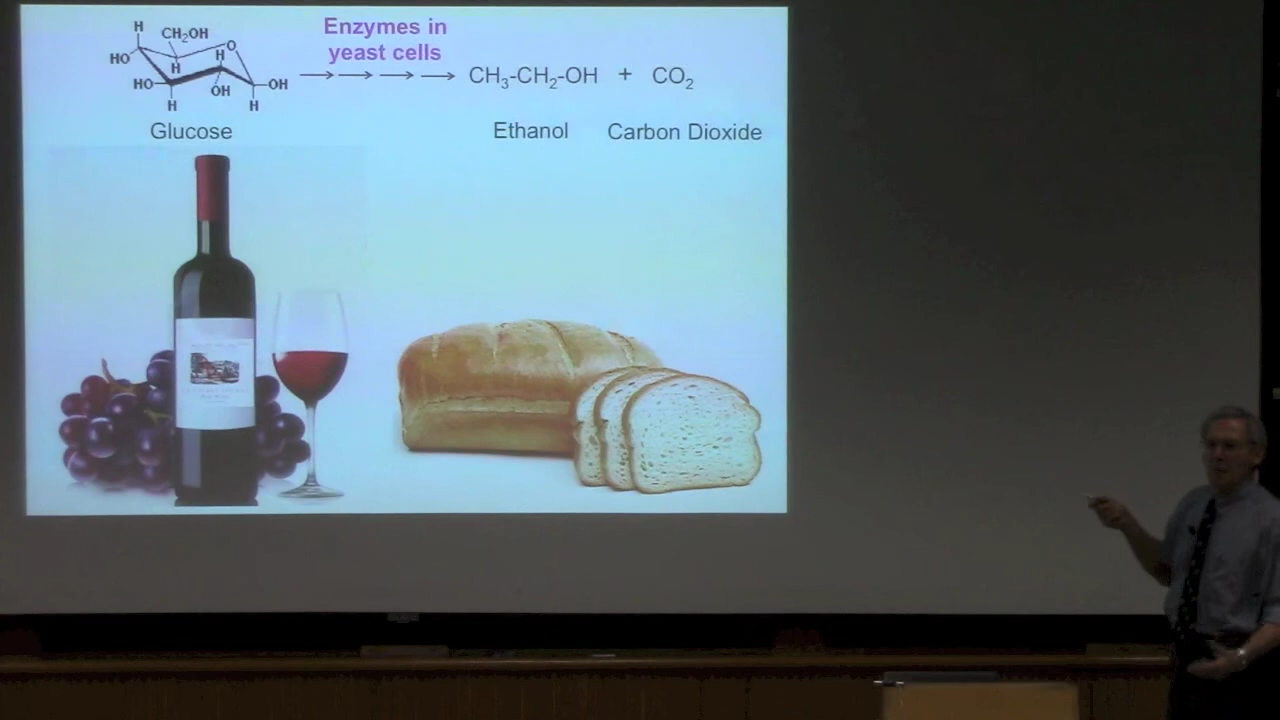 H
CH₂OH
O
HO
H
H
HO
OH
OH
H
H
Enzymes in
yeast cells
CH₃-CH₂-OH + CO₂
Glucose
Ethanol
Carbon Dioxide